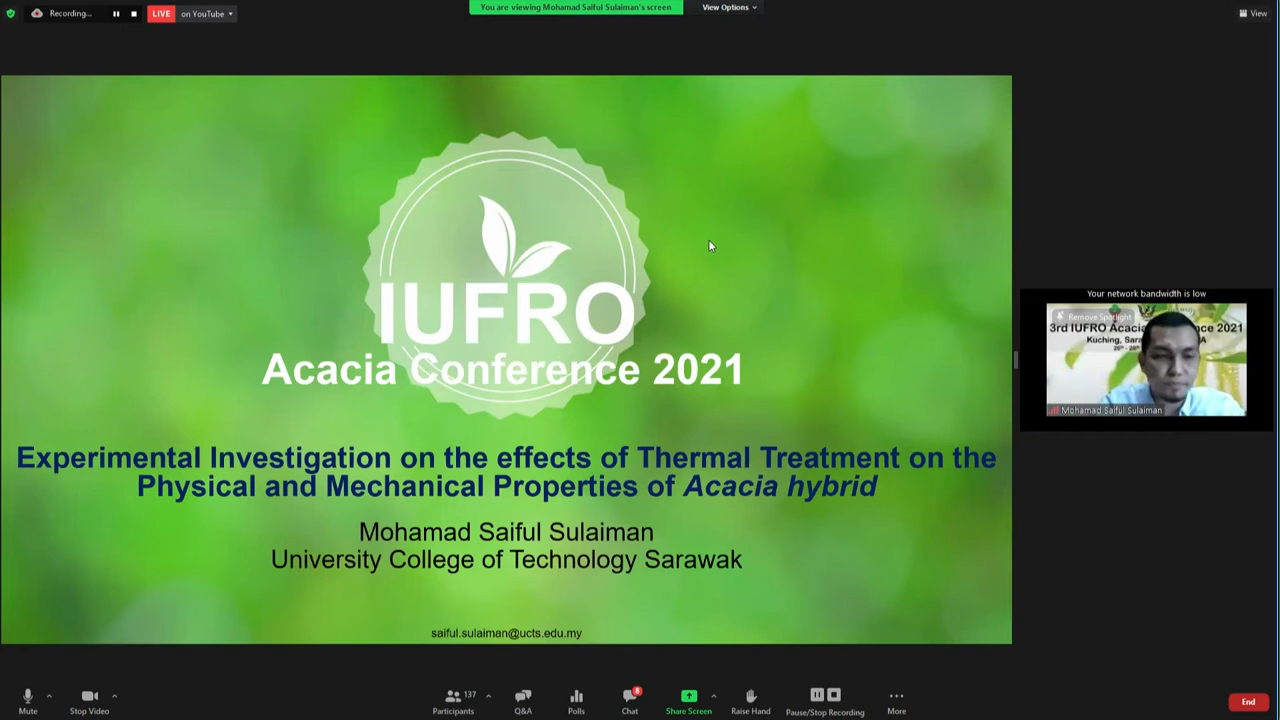 Recording...
LIVE
on YouTube
You are viewing Mohamad Saiful Sulaiman's screen
View Options
View
IUFRO
Acacia Conference 2021
Experimental Investigation on the effects of Thermal Treatment on the
Physical and Mechanical Properties of Acacia hybrid
Mohamad Saiful Sulaiman
University College of Technology Sarawak
saiful.sulaiman@ucts.edu.my
Your network bandwidth is low
Remove Spotlight
3rd IUFRO Acacia
nce 2021
Mohamad Saiful Sulaiman
Mute
Stop Video
137
Participants
Q&A
Polls
8
Chat
Share Screen
Raise Hand
Pause/Stop Recording
More
End